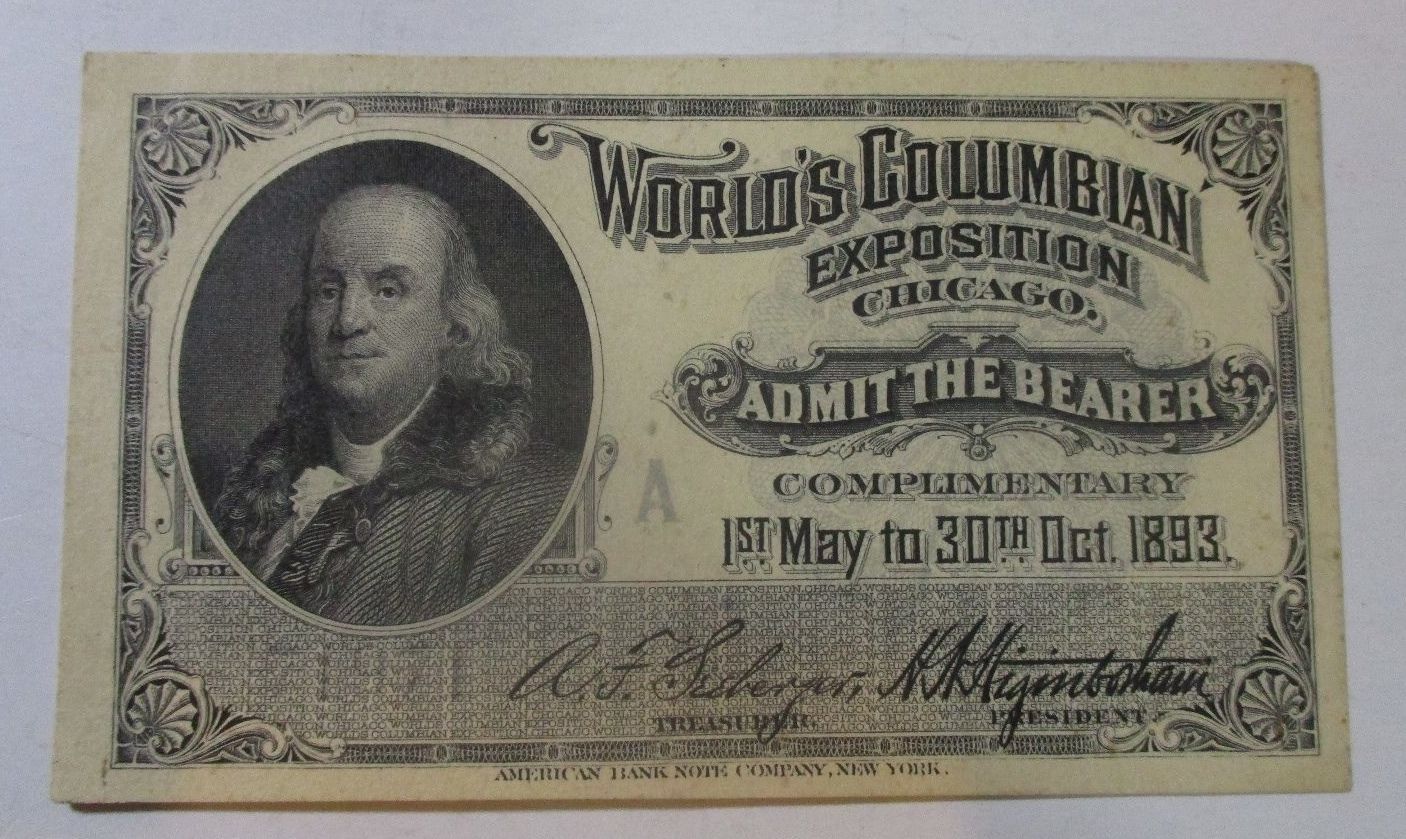 WORLD'S COLUMBIAN
EXPOSITION
CHICAGO.
ADMIT THE BEARER
A
COMPLIMENTARY
1ST. May to 30TH Oct. 1893.
A. F. Seeberger, H. N. Higinbotham
TREASURER. PRESIDENT.
AMERICAN BANK NOTE COMPANY, NEW YORK.